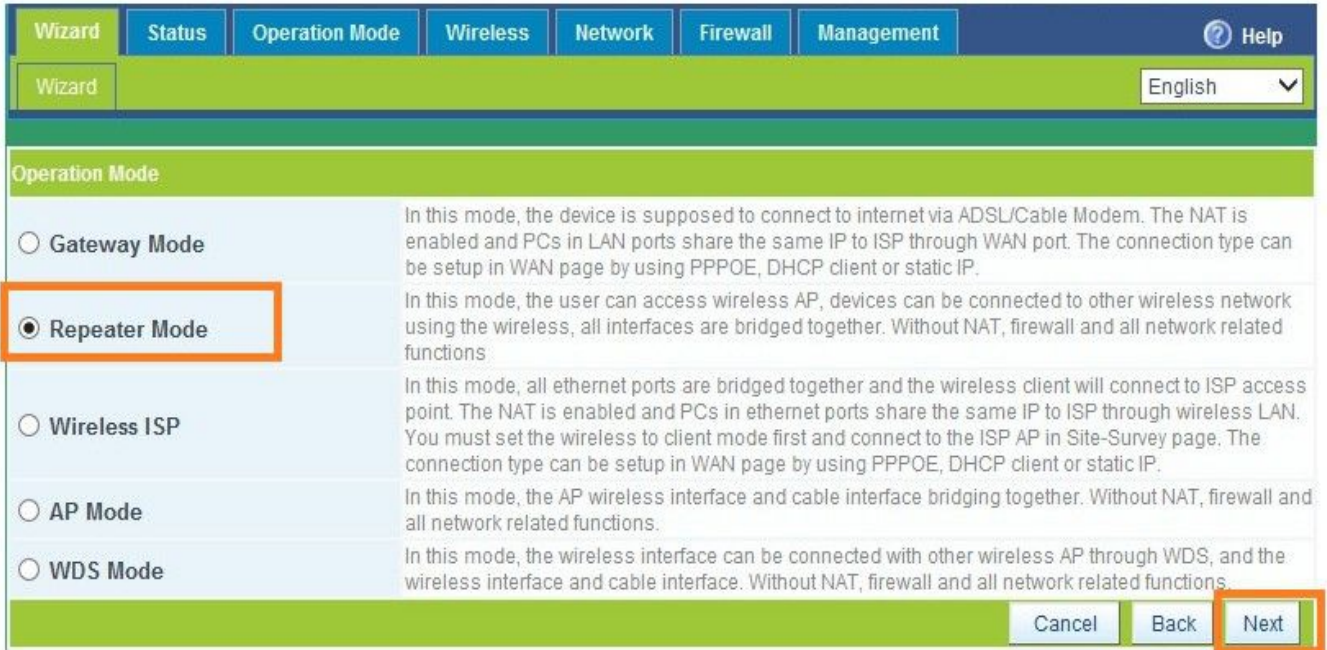 Wizard Status Operation Mode Wireless Network Firewall Management Help
Wizard English
Operation Mode
Gateway Mode
In this mode, the device is supposed to connect to internet via ADSL/Cable Modem. The NAT is
enabled and PCs in LAN ports share the same IP to ISP through WAN port. The connection type can
be setup in WAN page by using PPPOE, DHCP client or static IP.
Repeater Mode
In this mode, the user can access wireless AP, devices can be connected to other wireless network
using the wireless, all interfaces are bridged together. Without NAT, firewall and all network related
functions
Wireless ISP
In this mode, all ethernet ports are bridged together and the wireless client will connect to ISP access
point. The NAT is enabled and PCs in ethernet ports share the same IP to ISP through wireless LAN.
You must set the wireless to client mode first and connect to the ISP AP in Site-Survey page. The
connection type can be setup in WAN page by using PPPOE, DHCP client or static IP.
AP Mode
In this mode, the AP wireless interface and cable interface bridging together. Without NAT, firewall and
all network related functions.
WDS Mode
In this mode, the wireless interface can be connected with other wireless AP through WDS, and the
wireless interface and cable interface. Without NAT, firewall and all network related functions.
Cancel Back Next